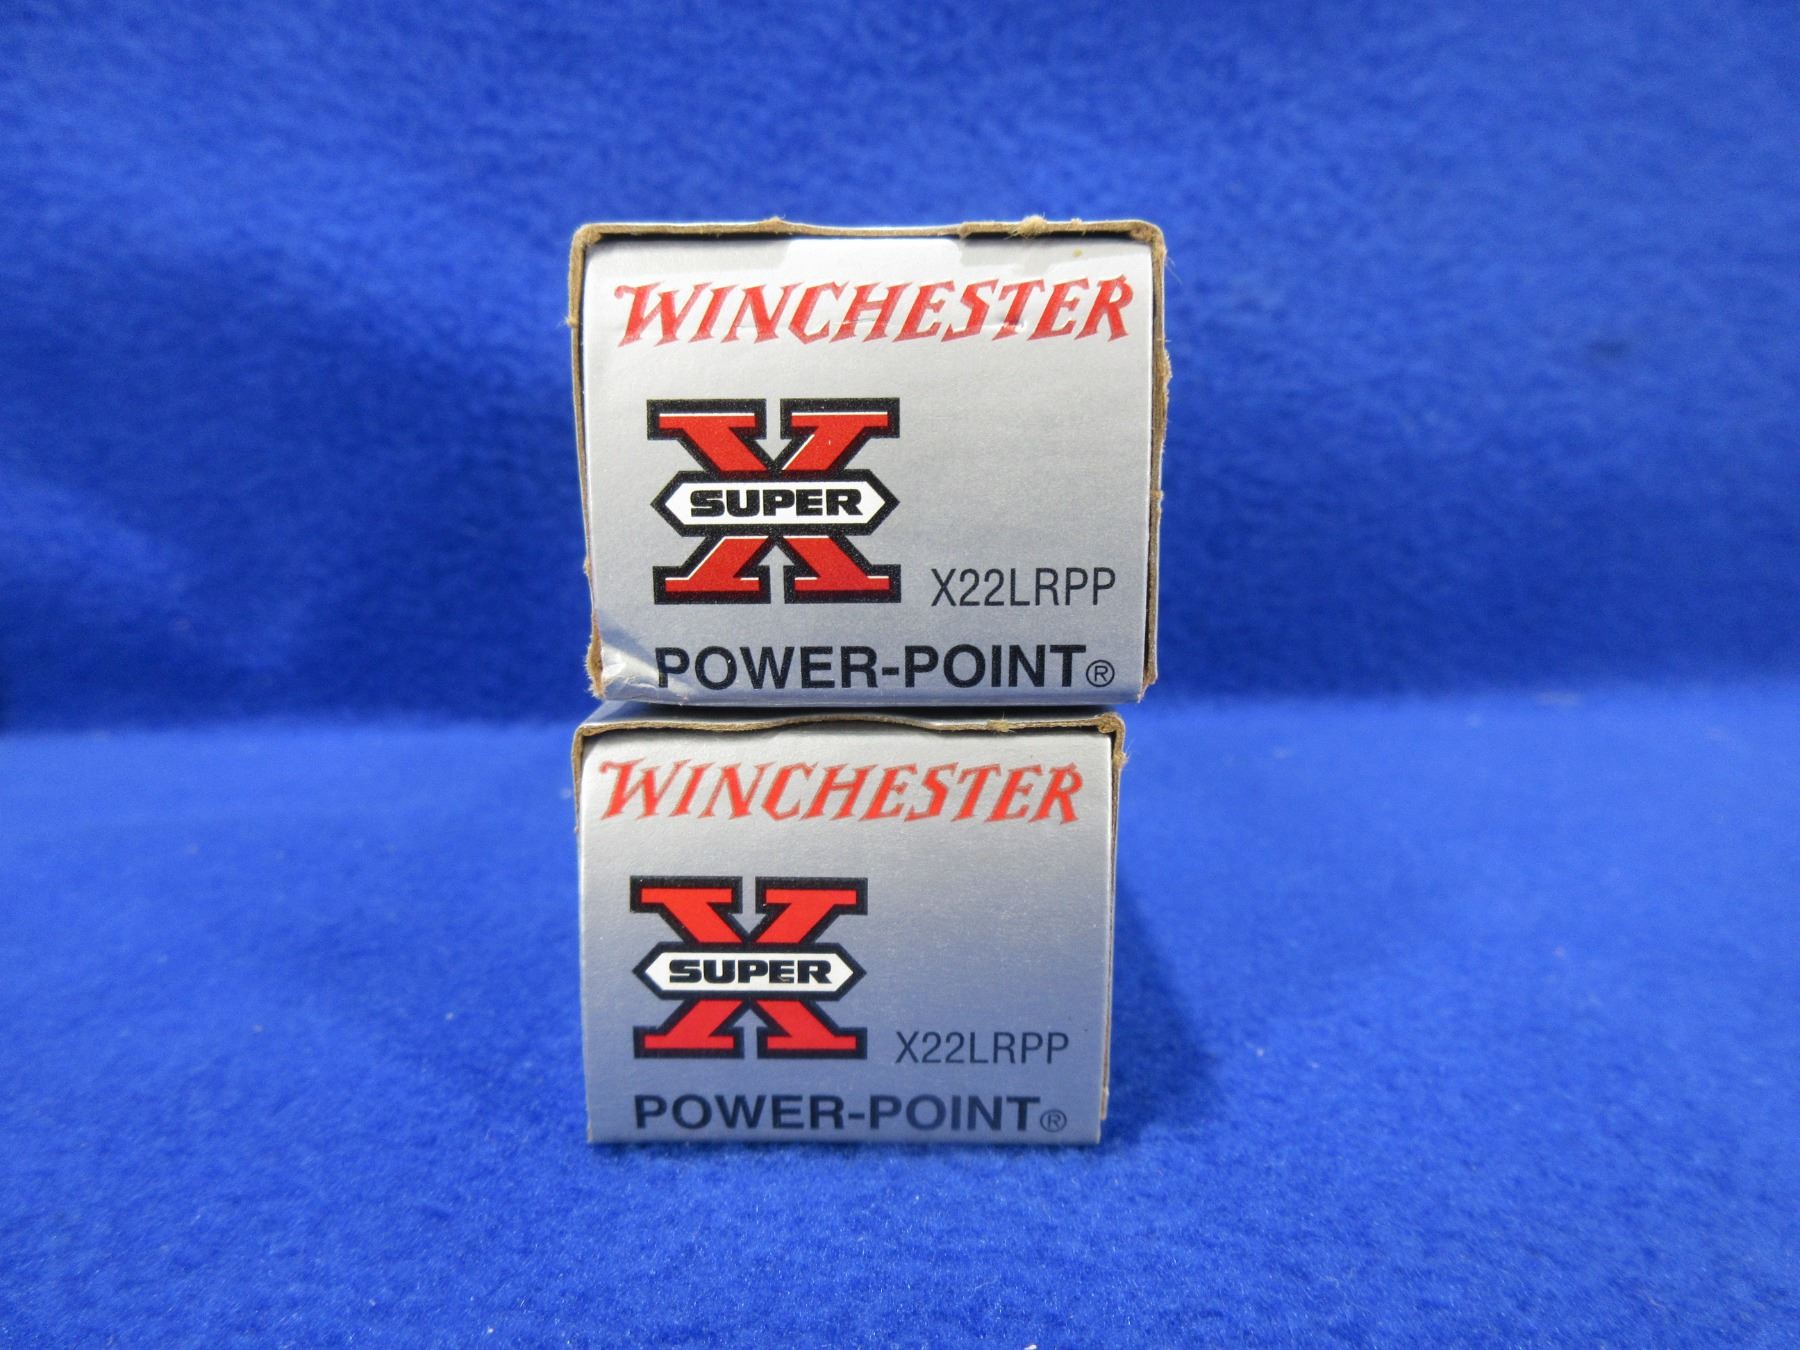 WINCHESTER
SUPER X
X22LRPP
POWER-POINT®
WINCHESTER
SUPER X
X22LRPP
POWER-POINT®